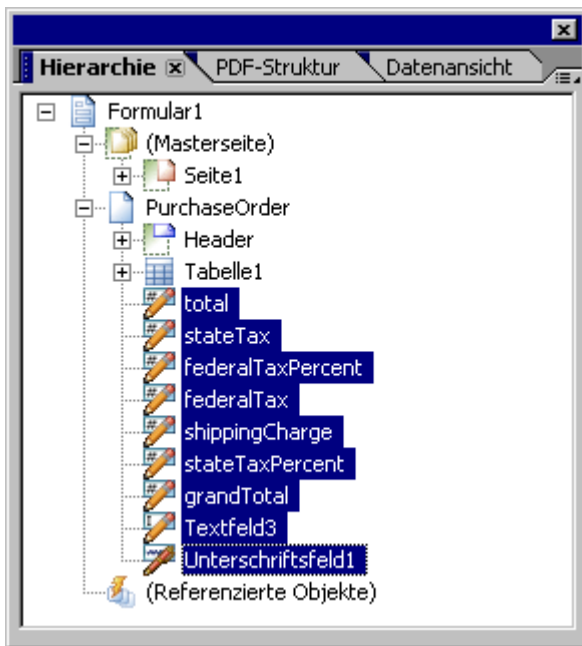 Hierarchie PDF-Struktur Datenansicht
Formular1
(Masterseite)
Seite1
PurchaseOrder
Header
Tabelle1
total
stateTax
federalTaxPercent
federalTax
shippingCharge
stateTaxPercent
grandTotal
Textfeld3
Unterschriftsfeld1
(Referenzierte Objekte)